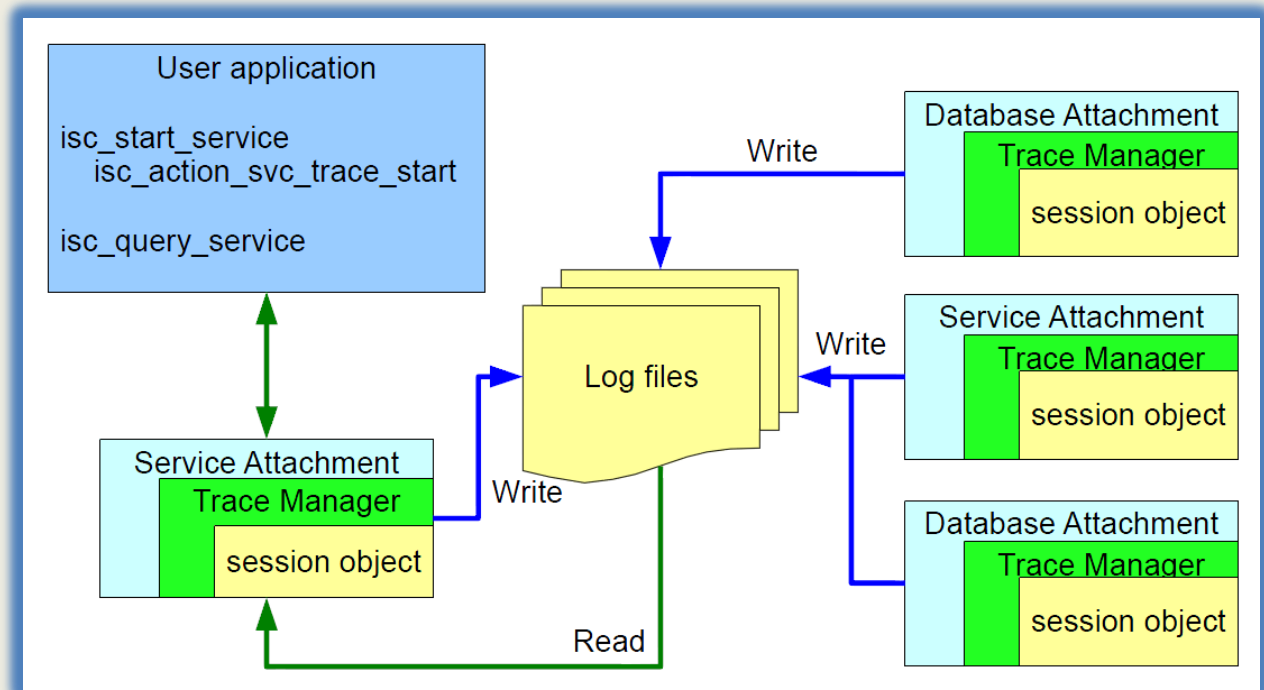 User application
isc_start_service
isc_action_svc_trace_start
isc_query_service
Service Attachment
Trace Manager
session object
Write
Log files
Read
Write
Database Attachment
Trace Manager
session object
Write
Service Attachment
Trace Manager
session object
Database Attachment
Trace Manager
session object